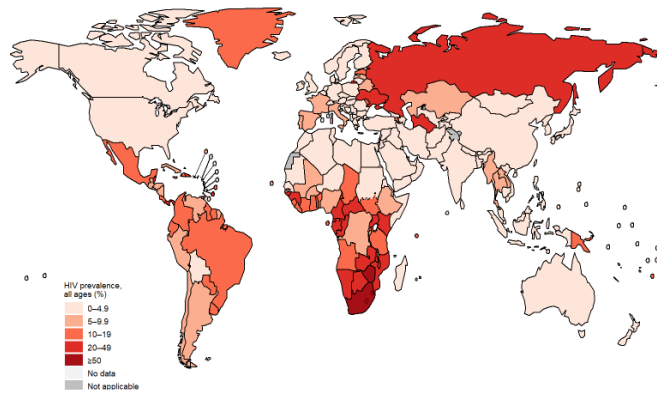 HIV prevalence,
all ages (%)
0–4.9
5–9.9
10–19
20–49
≥50
No data
Not applicable